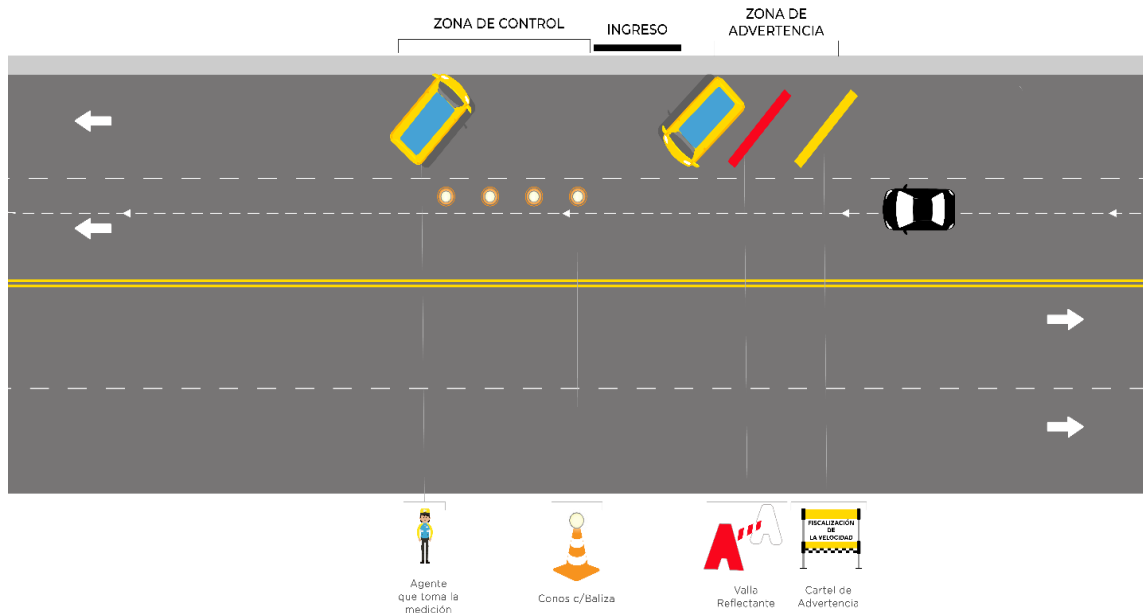 ZONA DE CONTROL
INGRESO
ZONA DE
ADVERTENCIA
FISCALIZACIÓN
DE
LA VELOCIDAD
Agente
que toma la
medición
Conos c/Baliza
Valla
Reflectante
Cartel de
Advertencia